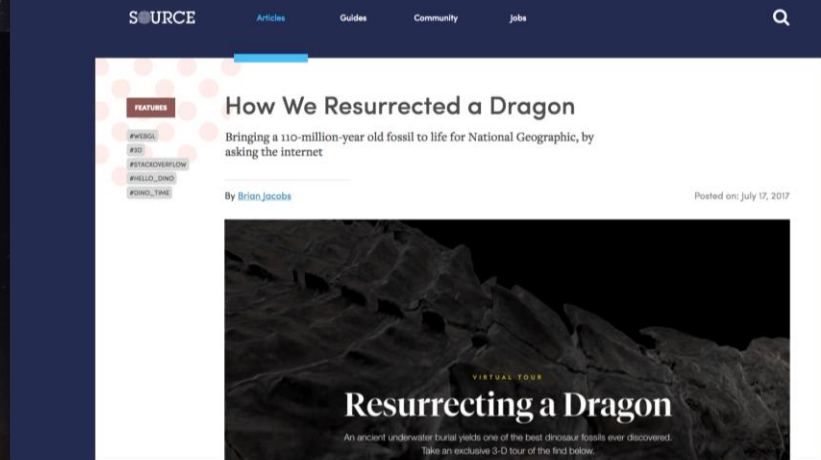 SOURCE
Articles
Guides
Community
Jobs
FEATURES
#WEBGL
#3D
#STACKOVERFLOW
#HELLO_DINO
#DINO_TIME
How We Resurrected a Dragon
Bringing a 110-million-year old fossil to life for National Geographic, by
asking the internet
By Brian Jacobs
Posted on: July 17, 2017
VIRTUAL TOUR
Resurrecting a Dragon
An ancient underwater burial yields one of the best dinosaur fossils ever discovered.
Take an exclusive 3-D tour of the find below.